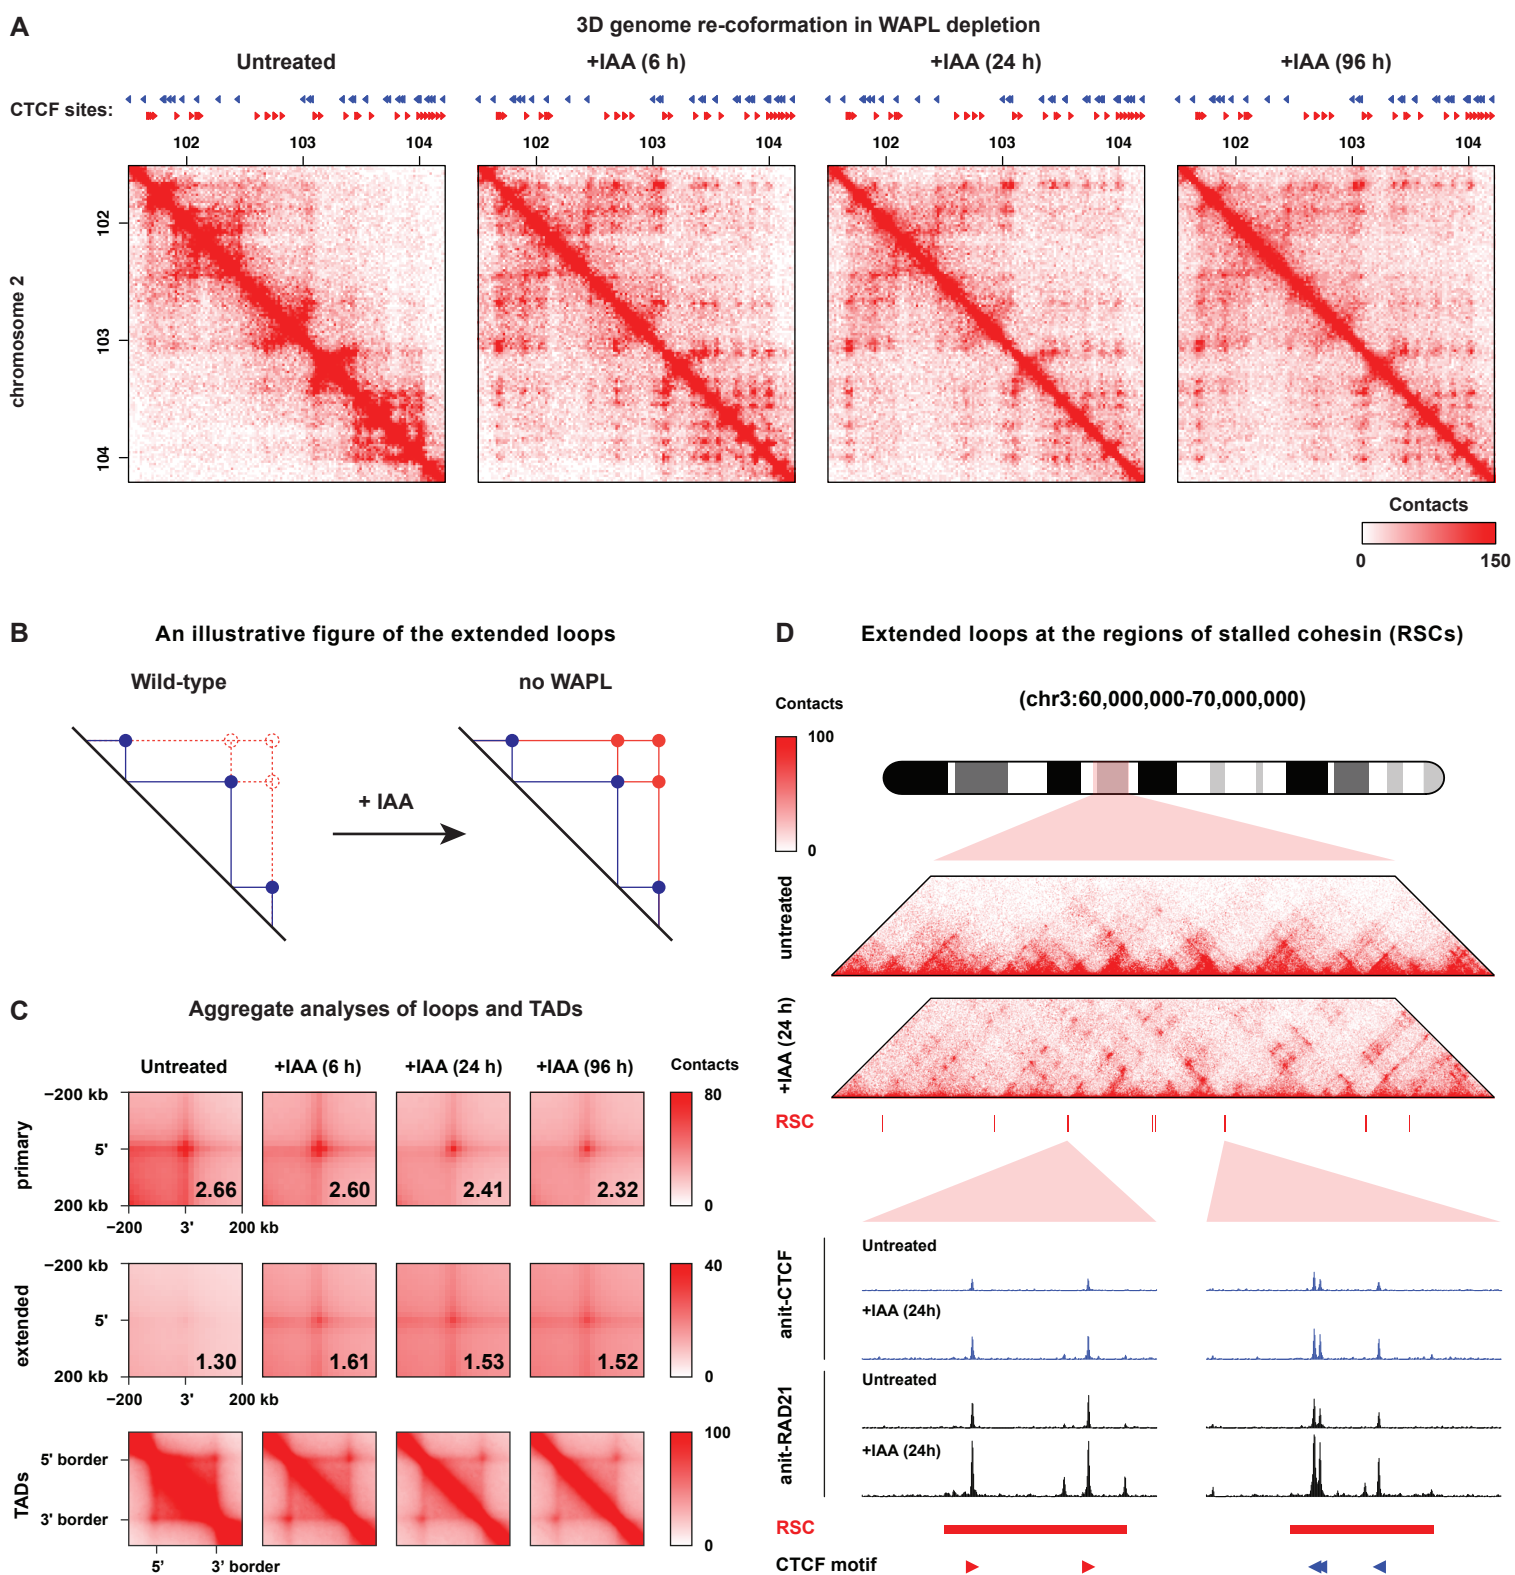 A
3D genome re-coformation in WAPL depletion
Untreated
+IAA (6 h)
+IAA (24 h)
+IAA (96 h)
CTCF sites:
102 103 104
102 103 104
102 103 104
102 103 104
chromosome 2
102
103
104
Contacts
0 150
B
An illustrative figure of the extended loops
Wild-type
no WAPL
+ IAA
C
Aggregate analyses of loops and TADs
Untreated
+IAA (6 h)
+IAA (24 h)
+IAA (96 h)
Contacts
primary
−200 kb
5'
200 kb
2.66
2.60
2.41
2.32
80
0
−200 3' 200 kb
extended
−200 kb
5'
200 kb
1.30
1.61
1.53
1.52
40
0
−200 3' 200 kb
TADs
5' border
3' border
5' 3' border
100
0
D
Extended loops at the regions of stalled cohesin (RSCs)
(chr3:60,000,000-70,000,000)
Contacts
100
0
untreated
+IAA (24 h)
RSC
anit-CTCF
Untreated
+IAA (24h)
anit-RAD21
Untreated
+IAA (24h)
RSC
CTCF motif